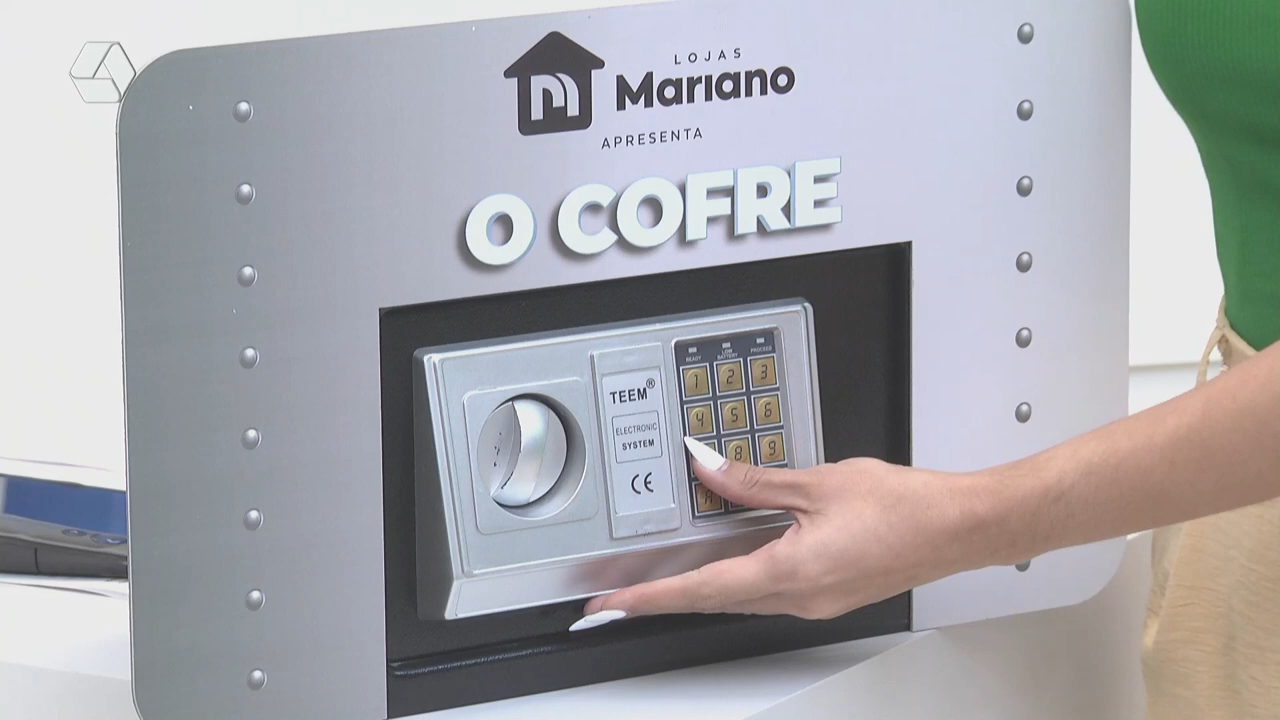 LOJAS
Mariano
APRESENTA
O COFRE
READY
LOW BATTERY
PROCEED
1 2 3
4 5 6
8 9
A
TEEM®
ELECTRONIC
SYSTEM
CE